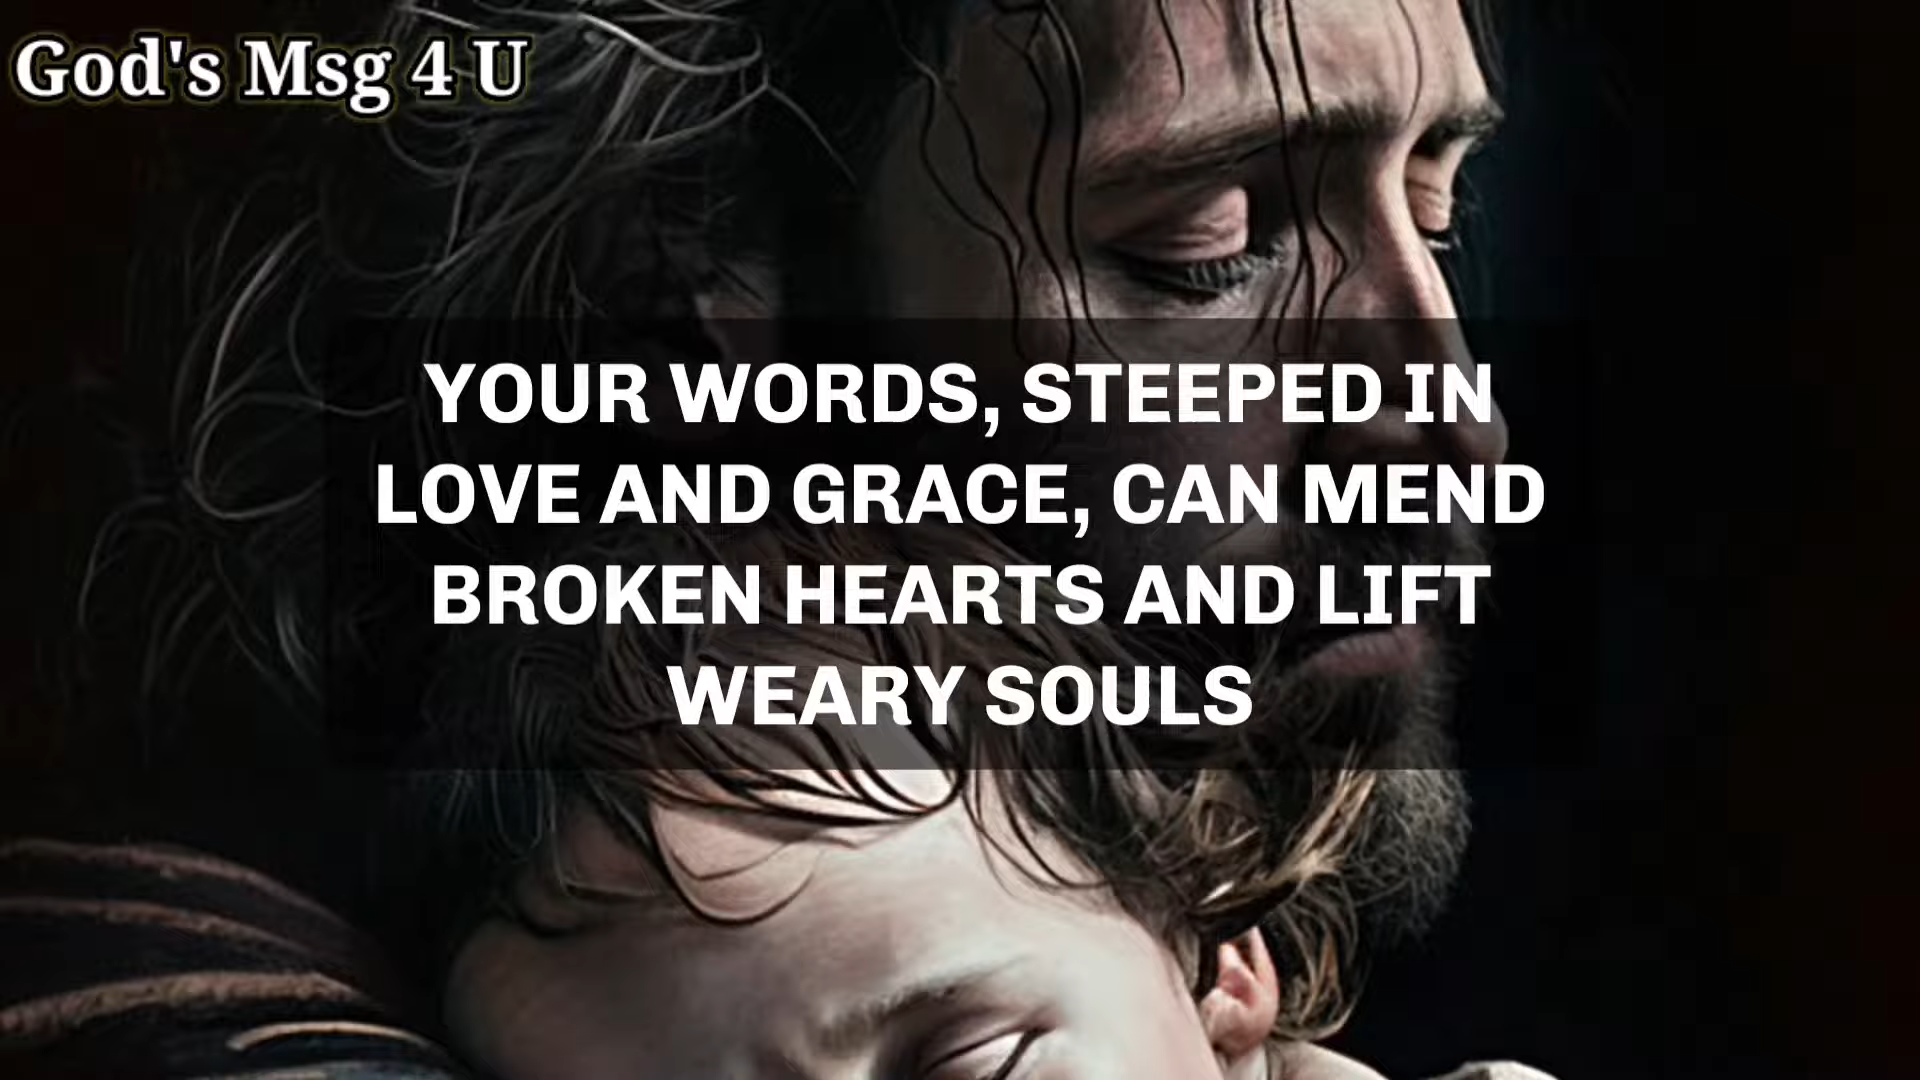 God's Msg 4 U
YOUR WORDS, STEEPED IN
LOVE AND GRACE, CAN MEND
BROKEN HEARTS AND LIFT
WEARY SOULS